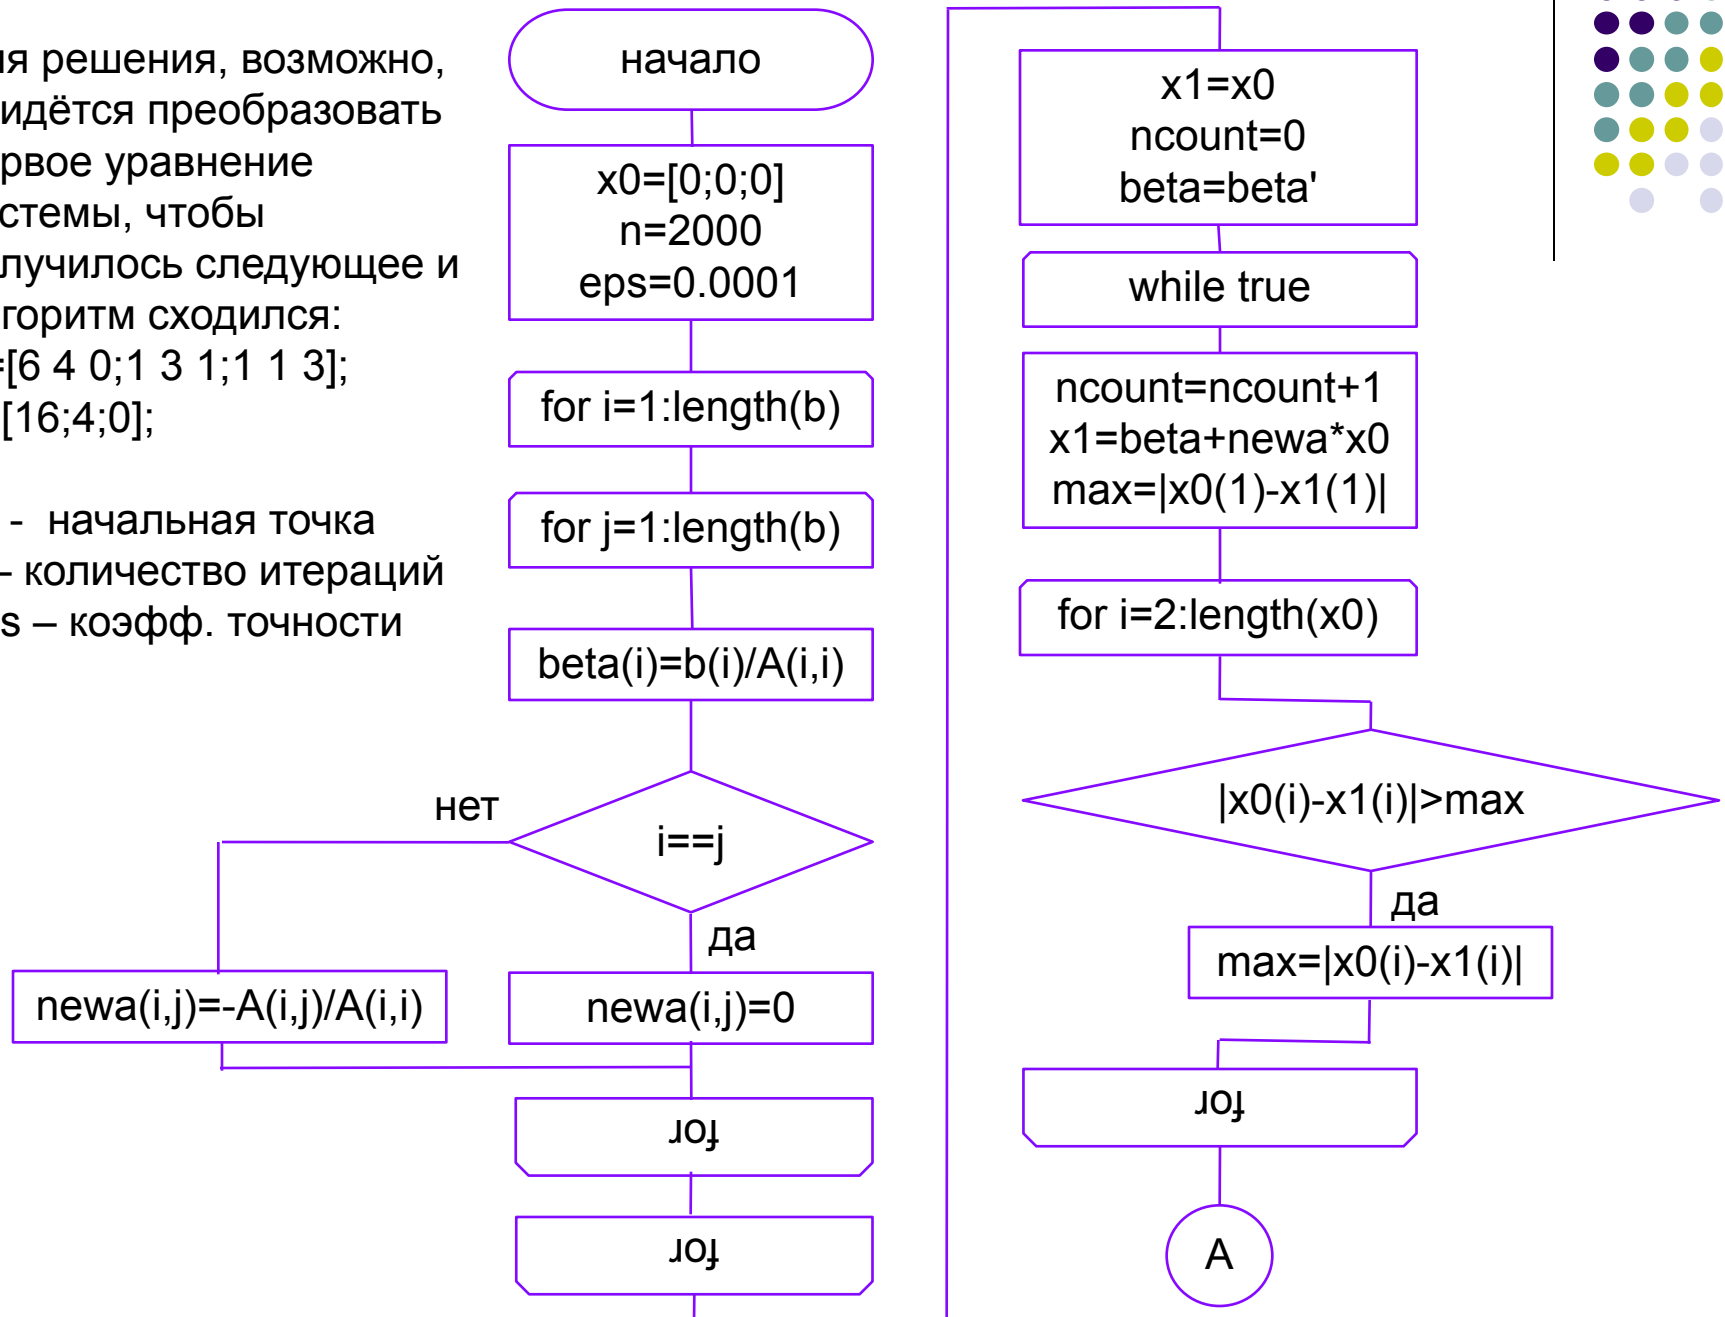 ия решения, возможно,
идётся преобразовать
рвое уравнение
стемы, чтобы
лучилось следующее и
горитм сходился:
=[6 4 0;1 3 1;1 1 3];
[16;4;0];
- начальная точка
– количество итераций
s – коэфф. точности
начало
x0=[0;0;0]
n=2000
eps=0.0001
for i=1:length(b)
for j=1:length(b)
beta(i)=b(i)/A(i,i)
нет
i==j
да
newa(i,j)=-A(i,j)/A(i,i)
newa(i,j)=0
for
for
x1=x0
ncount=0
beta=beta'
while true
ncount=ncount+1
x1=beta+newa*x0
max=|x0(1)-x1(1)|
for i=2:length(x0)
|x0(i)-x1(i)|>max
да
max=|x0(i)-x1(i)|
for
A